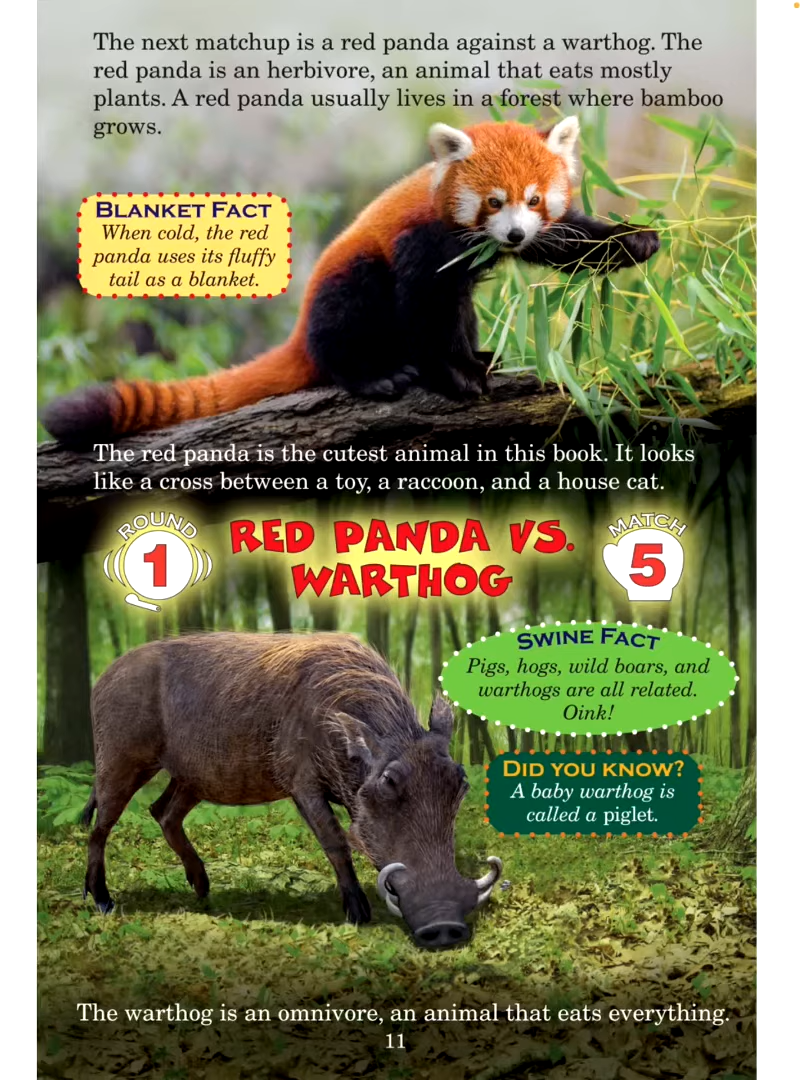 The next matchup is a red panda against a warthog. The
red panda is an herbivore, an animal that eats mostly
plants. A red panda usually lives in a forest where bamboo
grows.
BLANKET FACT
When cold, the red
panda uses its fluffy
tail as a blanket.
The red panda is the cutest animal in this book. It looks
like a cross between a toy, a raccoon, and a house cat.
ROUND
1
RED PANDA VS.
WARTHOG
MATCH
5
SWINE FACT
Pigs, hogs, wild boars, and
warthogs are all related.
Oink!
DID YOU KNOW?
A baby warthog is
called a piglet.
The warthog is an omnivore, an animal that eats everything.
11